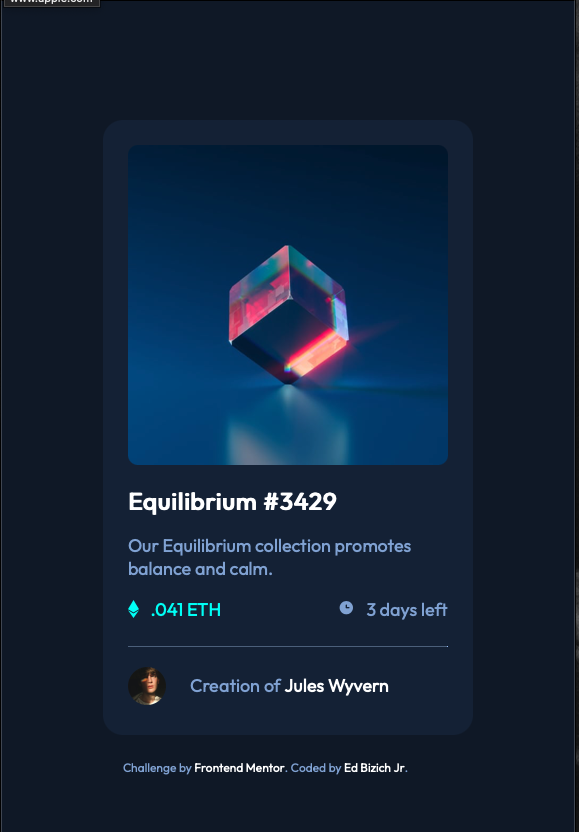 www.apple.com
Equilibrium #3429
Our Equilibrium collection promotes
balance and calm.
.041 ETH 3 days left
Creation of Jules Wyvern
Challenge by Frontend Mentor. Coded by Ed Bizich Jr.